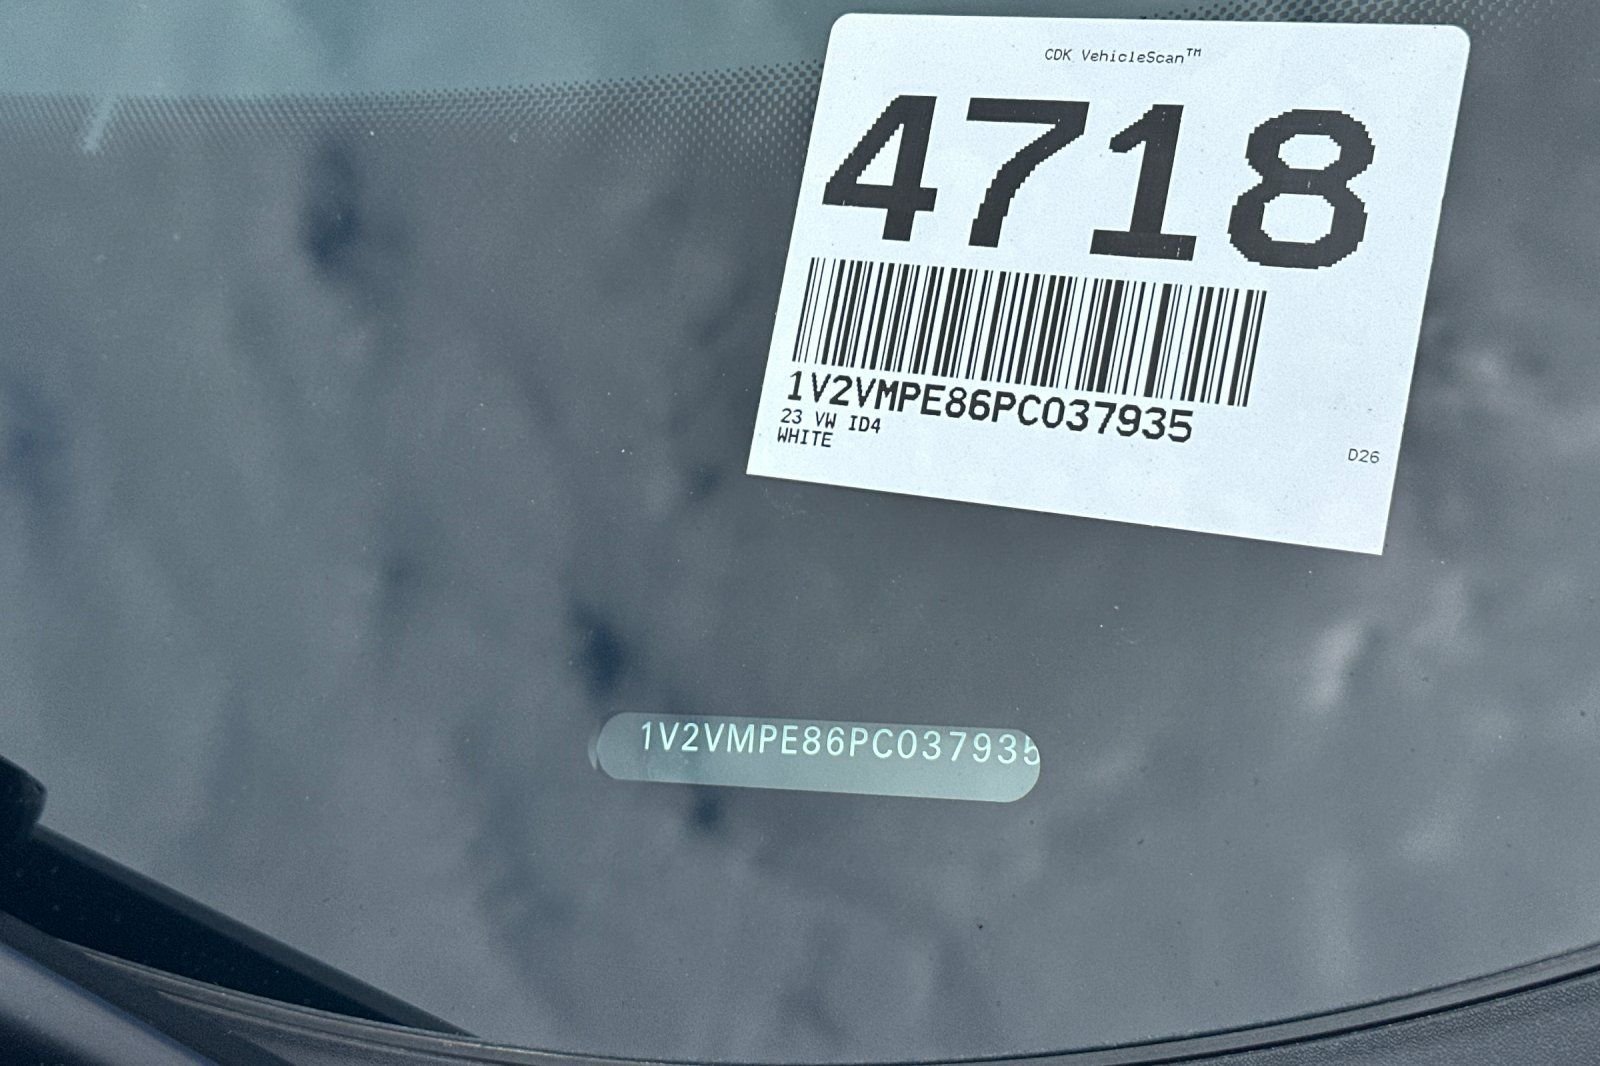 CDK VehicleScan™
4718
1V2VMPE86PC037935
23 VW ID4
WHITE
D26
1V2VMPE86PC037935